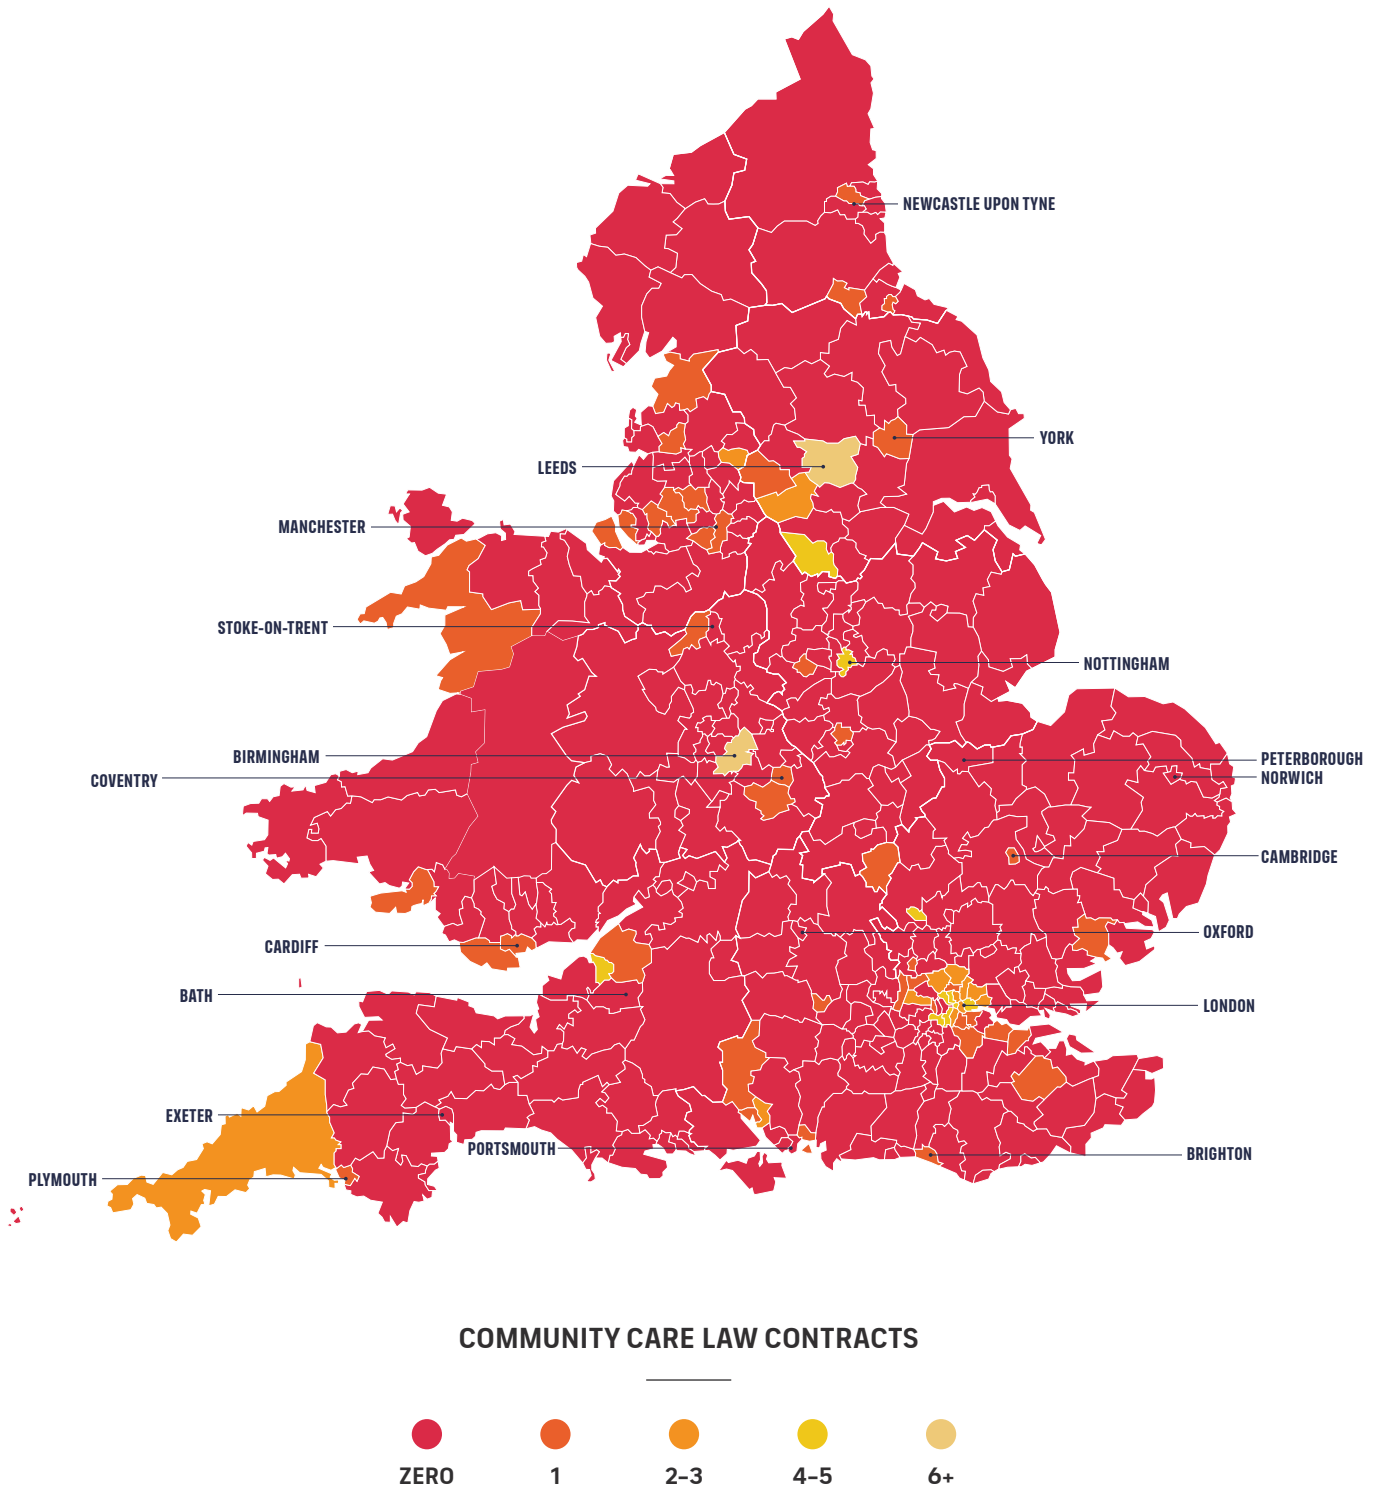 NEWCASTLE UPON TYNE
YORK
LEEDS
MANCHESTER
STOKE-ON-TRENT
NOTTINGHAM
BIRMINGHAM
PETERBOROUGH
COVENTRY
NORWICH
CAMBRIDGE
OXFORD
CARDIFF
BATH
LONDON
EXETER
PORTSMOUTH
BRIGHTON
PLYMOUTH
COMMUNITY CARE LAW CONTRACTS
ZERO
1
2–3
4–5
6+